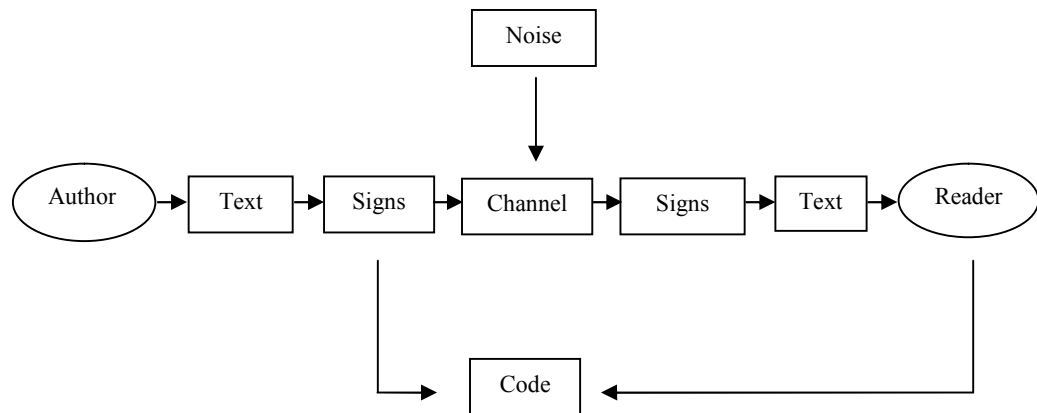 Noise
Author
Text
Signs
Channel
Signs
Text
Reader
Code